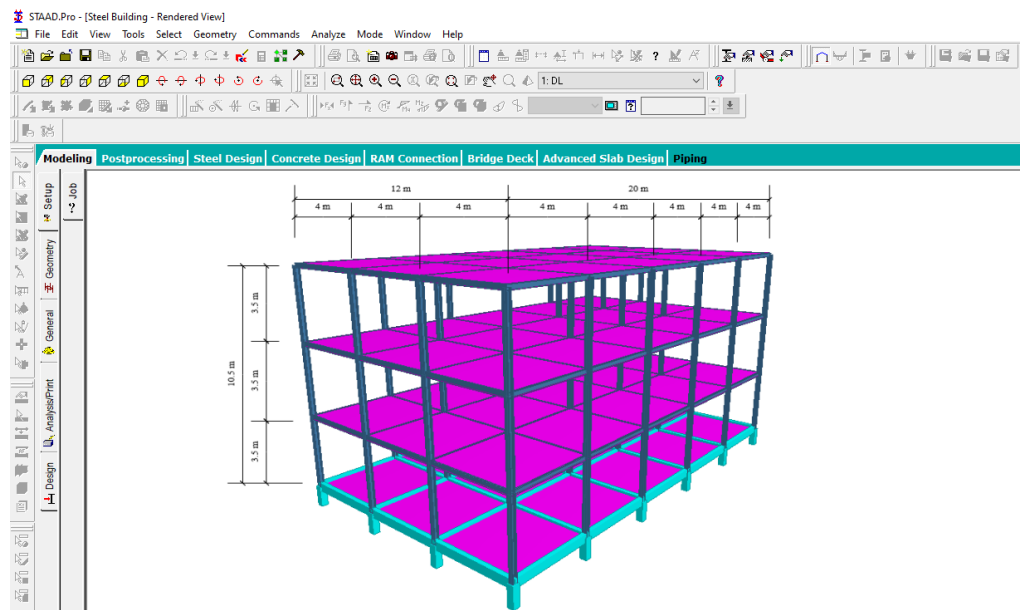 STAAD.Pro - [Steel Building - Rendered View]
File Edit View Tools Select Geometry Commands Analyze Mode Window Help
1: DL
Modeling Postprocessing Steel Design Concrete Design RAM Connection Bridge Deck Advanced Slab Design Piping
Setup
Geometry
General
Analysis/Print
Design
Job
12 m 20 m
4 m 4 m 4 m 4 m 4 m 4 m 4 m 4 m
3.5 m
10.5 m
3.5 m
3.5 m